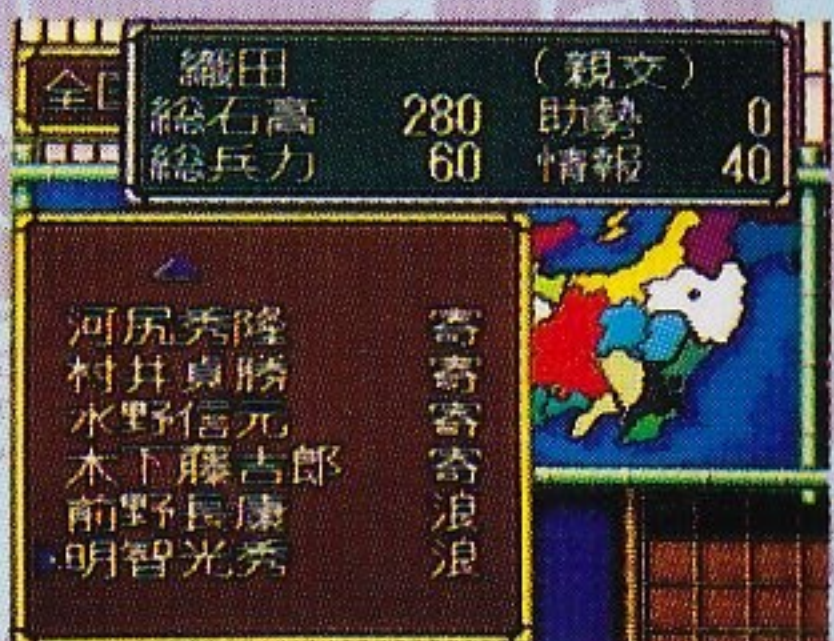 織田 (親交)
総石高 280 助勢 0
総兵力 60 情報 40
全国
河尻秀隆 寄
村井貞勝 寄
水野信元 寄
木下藤吉郎 寄
前野長康 浪
明智光秀 浪